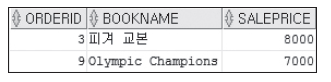 ORDERID BOOKNAME SALEPRICE
3 피겨 교본 8000
9 Olympic Champions 7000